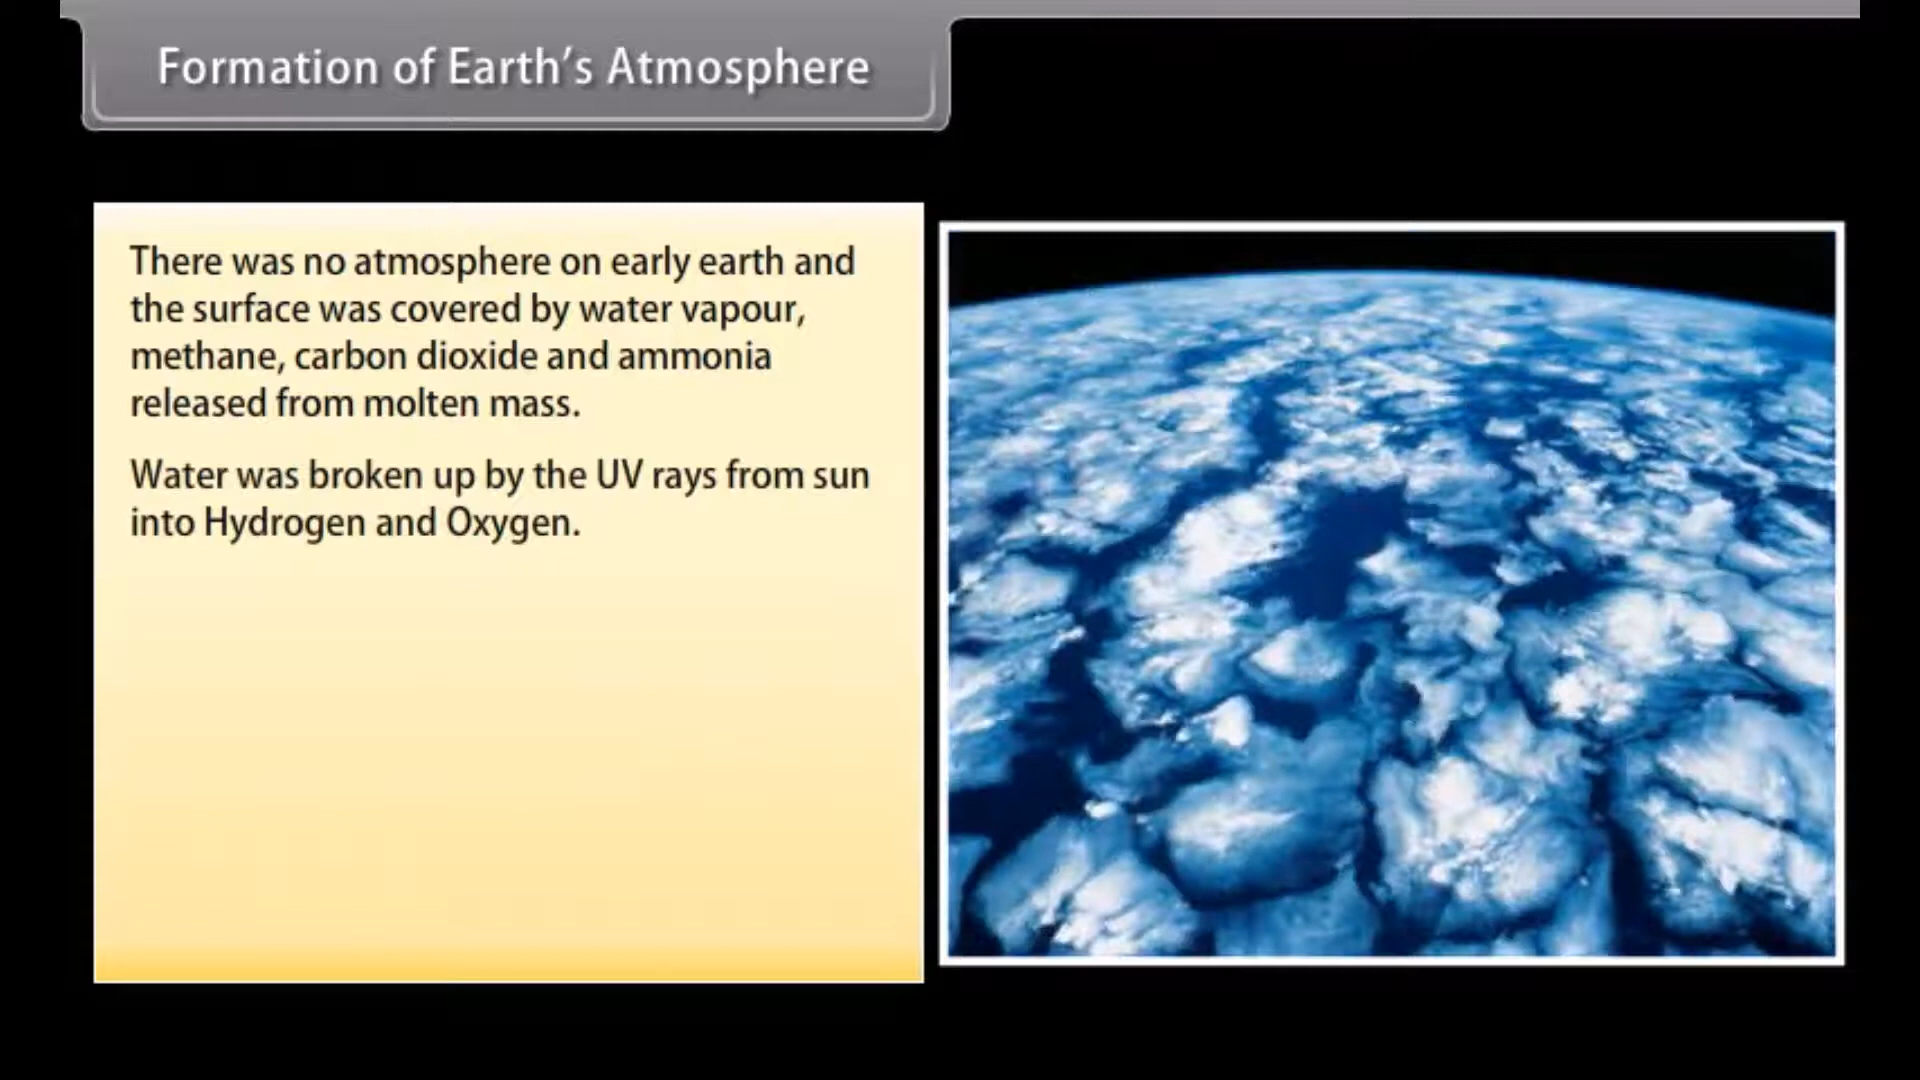 Formation of Earth's Atmosphere
There was no atmosphere on early earth and
the surface was covered by water vapour,
methane, carbon dioxide and ammonia
released from molten mass.
Water was broken up by the UV rays from sun
into Hydrogen and Oxygen.